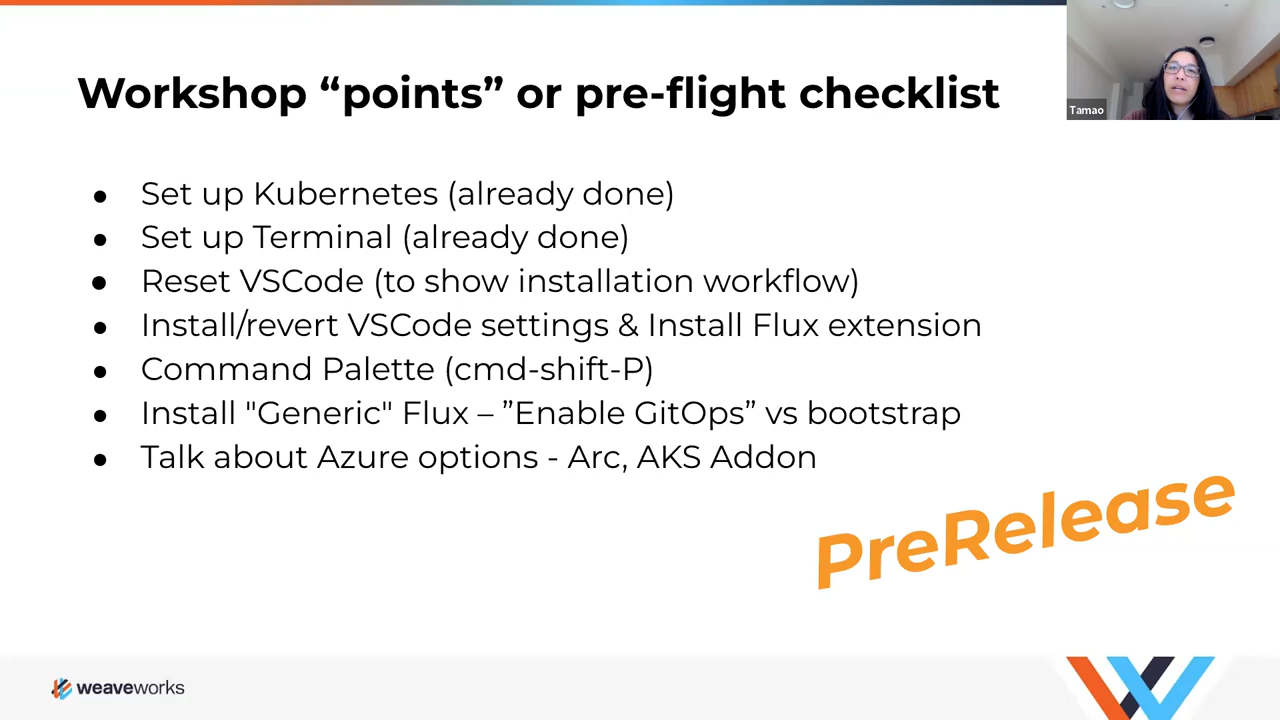 Workshop “points” or pre-flight checklist
Tamao
● Set up Kubernetes (already done)
● Set up Terminal (already done)
● Reset VSCode (to show installation workflow)
● Install/revert VSCode settings & Install Flux extension
● Command Palette (cmd-shift-P)
● Install "Generic" Flux – ”Enable GitOps” vs bootstrap
● Talk about Azure options - Arc, AKS Addon
PreRelease
weaveworks